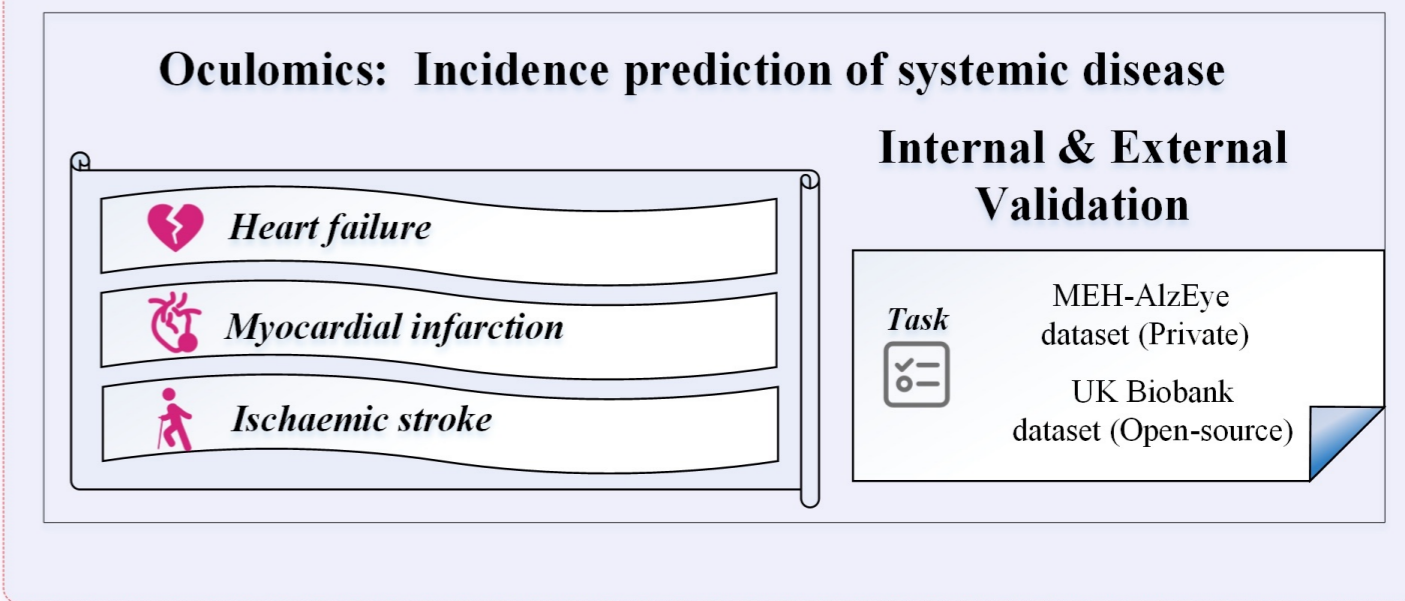 Oculomics: Incidence prediction of systemic disease
Heart failure
Myocardial infarction
Ischaemic stroke
Internal & External
Validation
Task
MEH-AlzEye
dataset (Private)
UK Biobank
dataset (Open-source)